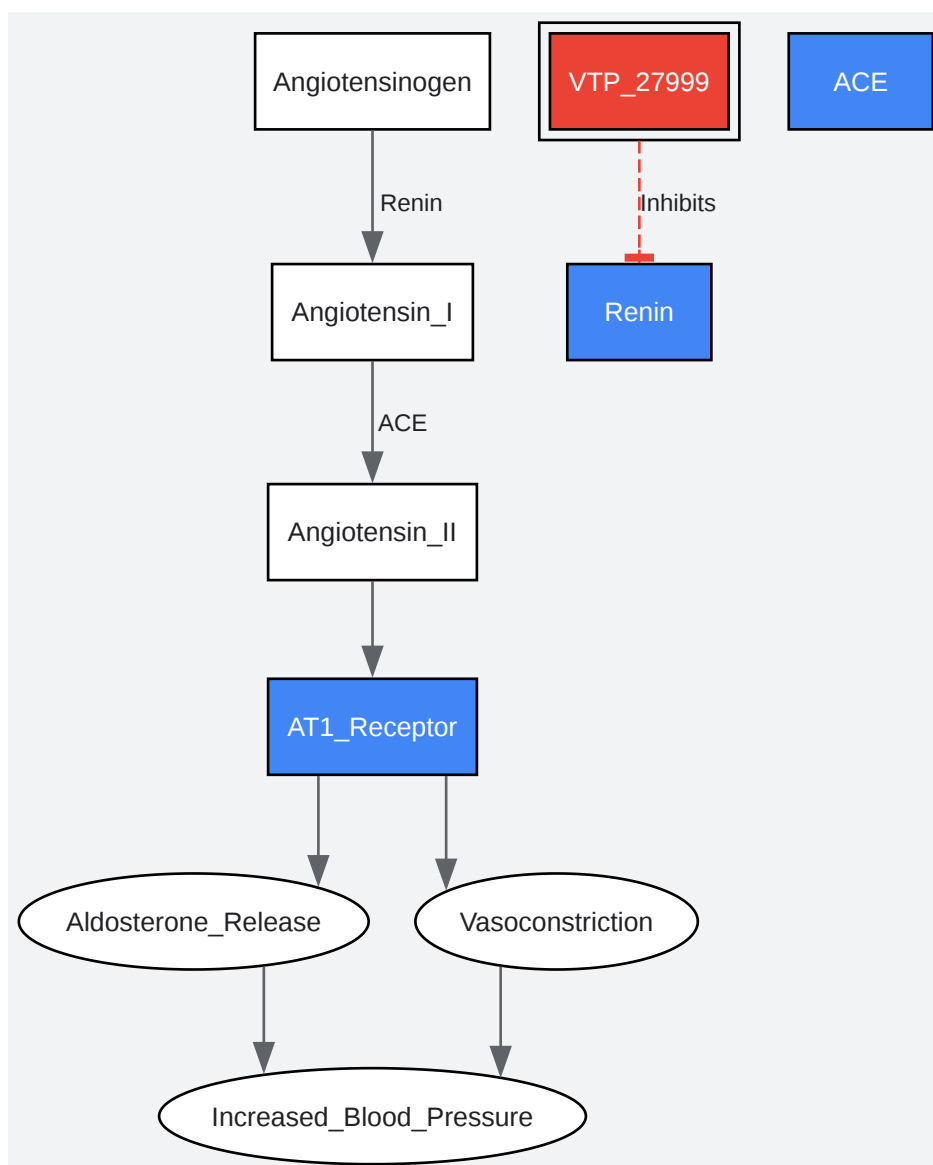 Angiotensinogen
VTP_27999
ACE
Renin
Inhibits
Angiotensin_I
Renin
ACE
Angiotensin_II
AT1_Receptor
Aldosterone_Release
Vasoconstriction
Increased_Blood_Pressure